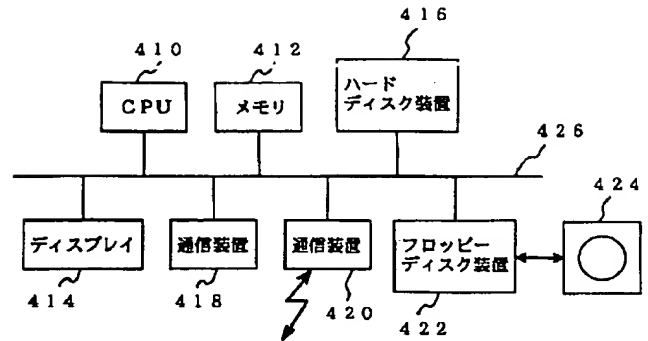 416
410
412
ハード
ディスク装置
CPU
メモリ
426
424
ディスプレイ
通信装置
通信装置
フロッピー
ディスク装置
414
418
420
422